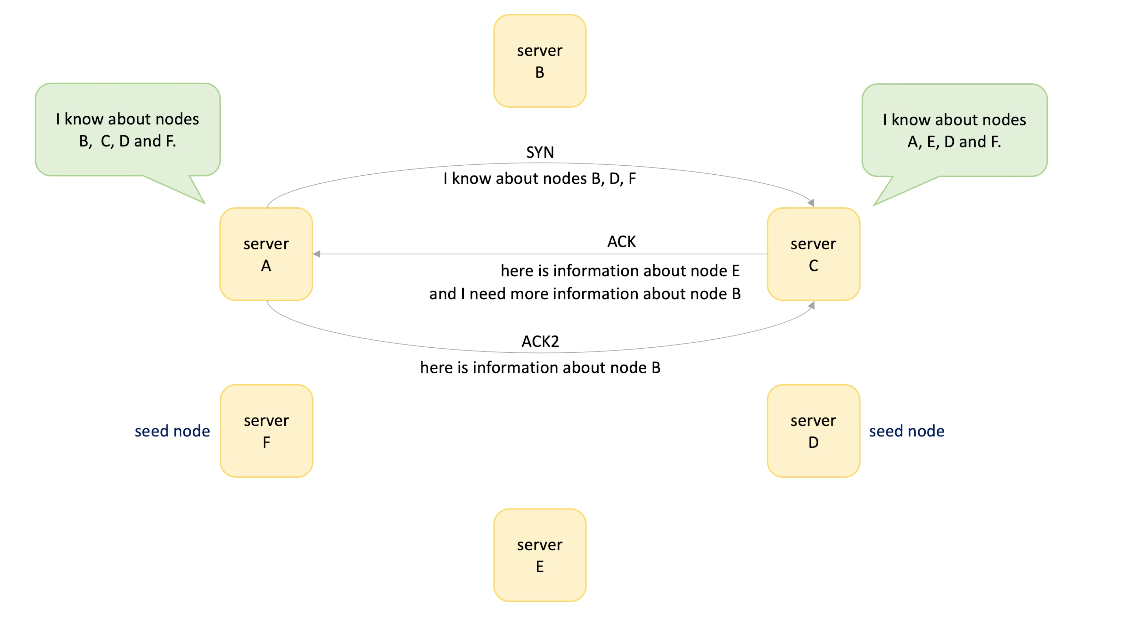 server
B
I know about nodes
B, C, D and F.
I know about nodes
A, E, D and F.
SYN
I know about nodes B, D, F
server
A
ACK
here is information about node E
and I need more information about node B
server
C
ACK2
here is information about node B
seed node
server
F
server
D
seed node
server
E